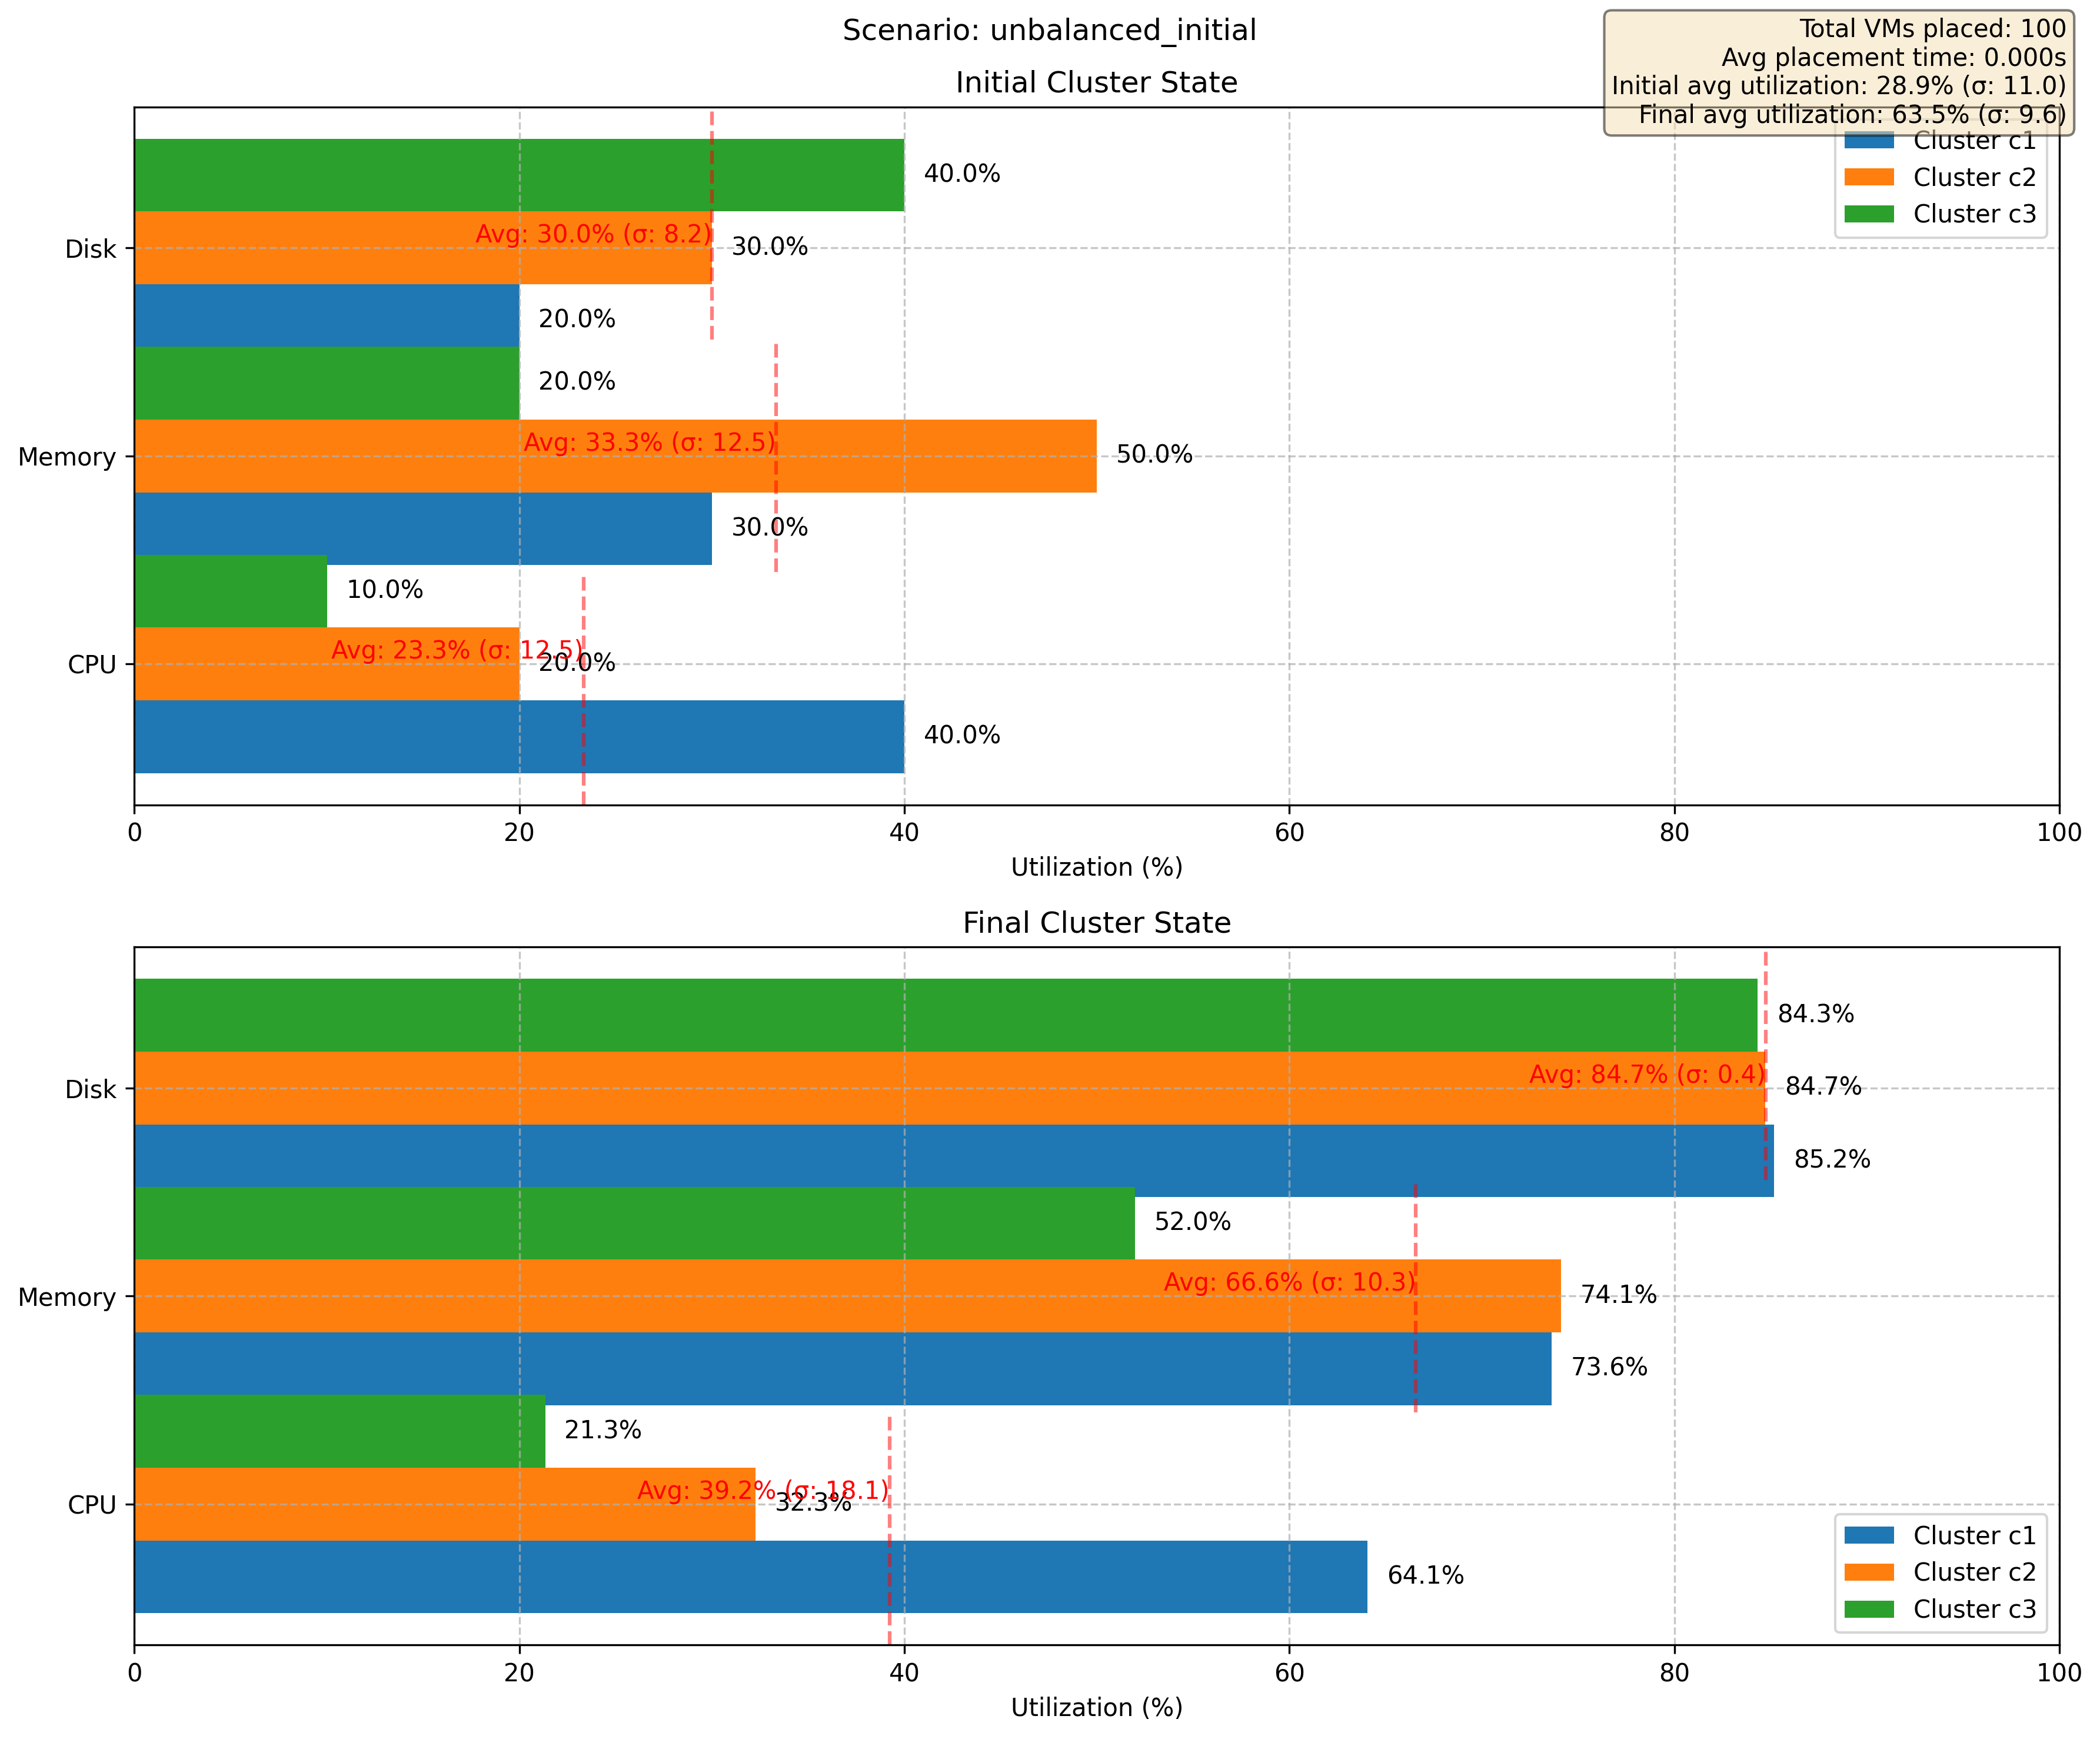 Scenario: unbalanced_initial
Total VMs placed: 100
Avg placement time: 0.000s
Initial avg utilization: 28.9% (σ: 11.0)
Final avg utilization: 63.5% (σ: 9.6)
Initial Cluster State
Cluster c1
Cluster c2
Cluster c3
40.0%
Avg: 30.0% (σ: 8.2)
Disk
30.0%
20.0%
20.0%
Avg: 33.3% (σ: 12.5)
Memory
50.0%
30.0%
10.0%
Avg: 23.3% (σ: 12.5)
CPU
20.0%
40.0%
0 20 40 60 80 100
Utilization (%)
Final Cluster State
84.3%
Avg: 84.7% (σ: 0.4)
Disk
84.7%
85.2%
52.0%
Avg: 66.6% (σ: 10.3)
Memory
74.1%
73.6%
21.3%
Avg: 39.2% (σ: 18.1)
CPU
32.3%
64.1%
Cluster c1
Cluster c2
Cluster c3
0 20 40 60 80 100
Utilization (%)